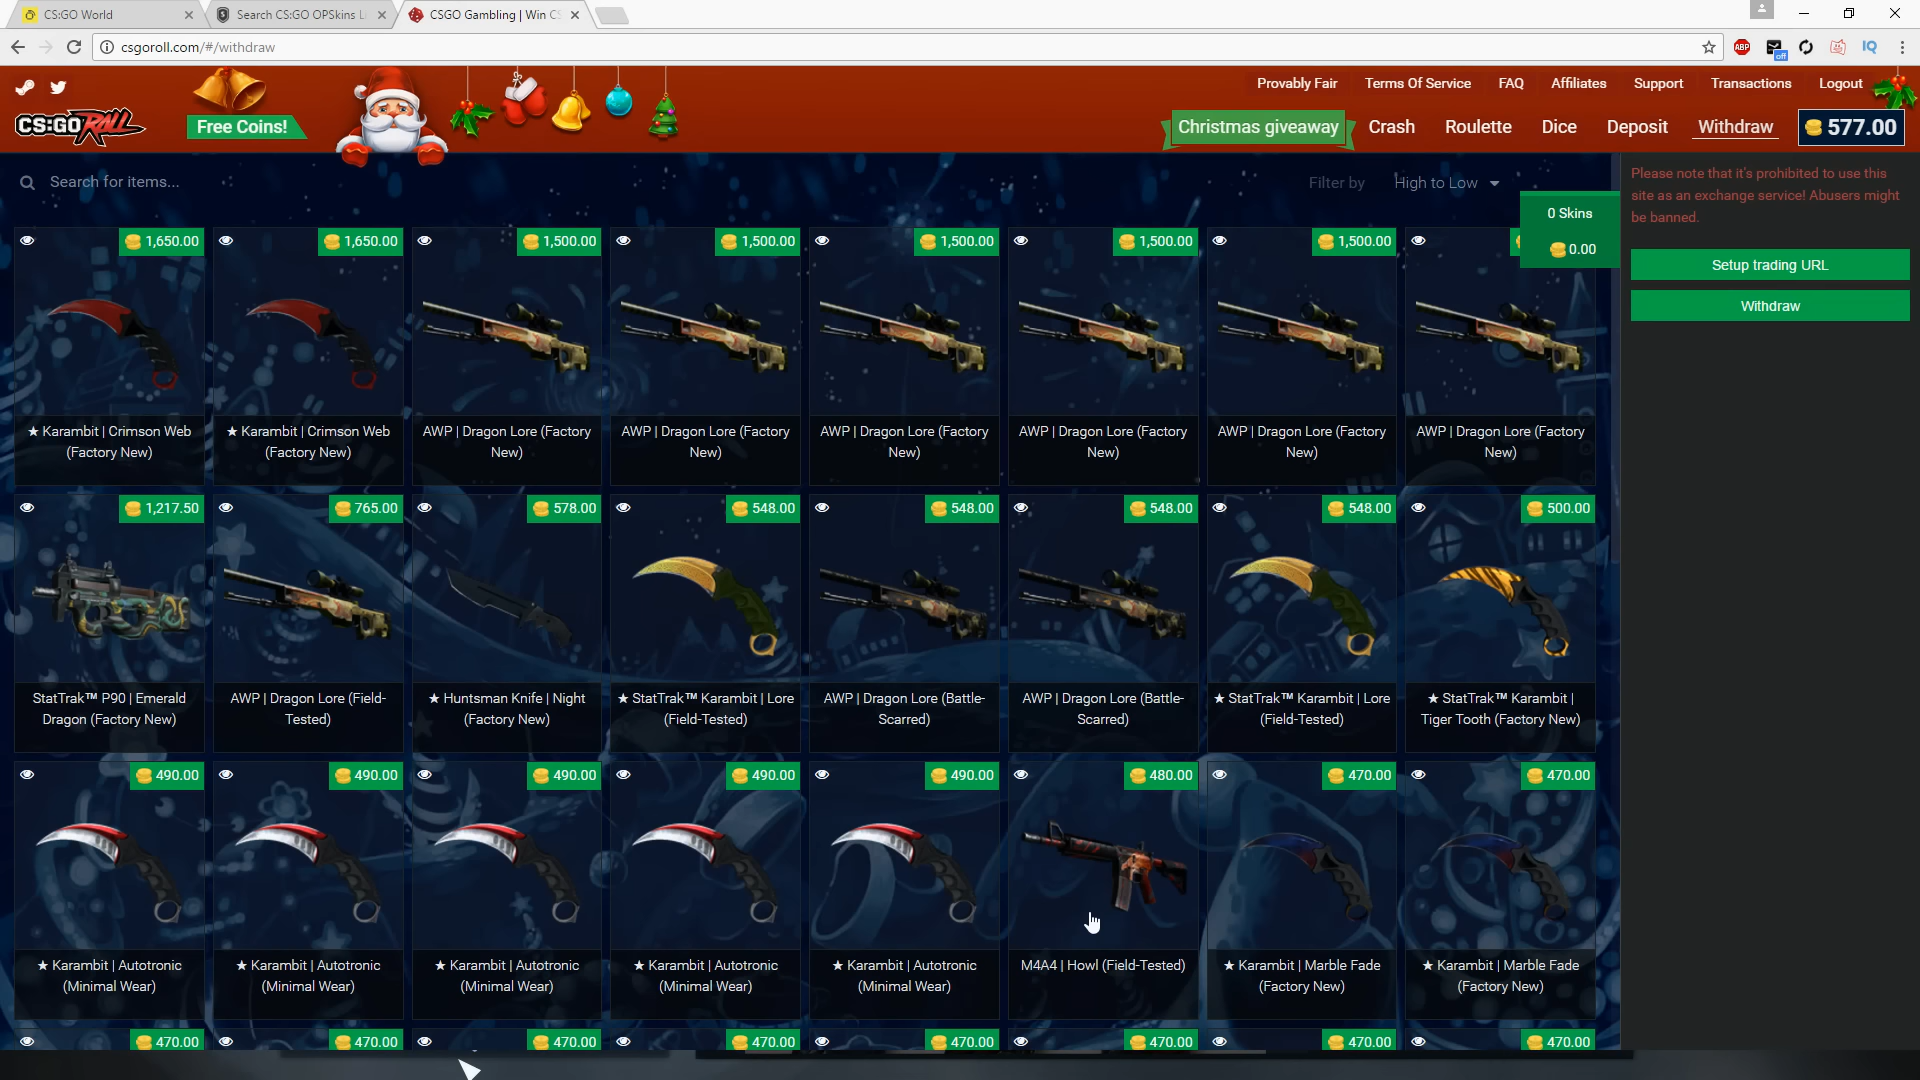 CS:GO World
Search CS:GO OPSkins L
CSGO Gambling | Win CS
csgoroll.com/#/withdraw
ABP
off
IQ
Provably Fair
Terms Of Service
FAQ
Affiliates
Support
Transactions
Logout
CS:GO ROLL
Free Coins!
Christmas giveaway
Crash
Roulette
Dice
Deposit
Withdraw
577.00
Search for items...
Filter by
High to Low
0 Skins
0.00
Please note that it's prohibited to use this
site as an exchange service! Abusers might
be banned.
Setup trading URL
Withdraw
1,650.00
1,650.00
1,500.00
1,500.00
1,500.00
1,500.00
1,500.00
★ Karambit | Crimson Web
(Factory New)
★ Karambit | Crimson Web
(Factory New)
AWP | Dragon Lore (Factory
New)
AWP | Dragon Lore (Factory
New)
AWP | Dragon Lore (Factory
New)
AWP | Dragon Lore (Factory
New)
AWP | Dragon Lore (Factory
New)
AWP | Dragon Lore (Factory
New)
1,217.50
765.00
578.00
548.00
548.00
548.00
548.00
500.00
StatTrak™ P90 | Emerald
Dragon (Factory New)
AWP | Dragon Lore (Field-
Tested)
★ Huntsman Knife | Night
(Factory New)
★ StatTrak™ Karambit | Lore
(Field-Tested)
AWP | Dragon Lore (Battle-
Scarred)
AWP | Dragon Lore (Battle-
Scarred)
★ StatTrak™ Karambit | Lore
(Field-Tested)
★ StatTrak™ Karambit |
Tiger Tooth (Factory New)
490.00
490.00
490.00
490.00
490.00
480.00
470.00
470.00
★ Karambit | Autotronic
(Minimal Wear)
★ Karambit | Autotronic
(Minimal Wear)
★ Karambit | Autotronic
(Minimal Wear)
★ Karambit | Autotronic
(Minimal Wear)
★ Karambit | Autotronic
(Minimal Wear)
M4A4 | Howl (Field-Tested)
★ Karambit | Marble Fade
(Factory New)
★ Karambit | Marble Fade
(Factory New)
470.00
470.00
470.00
470.00
470.00
470.00
470.00
470.00